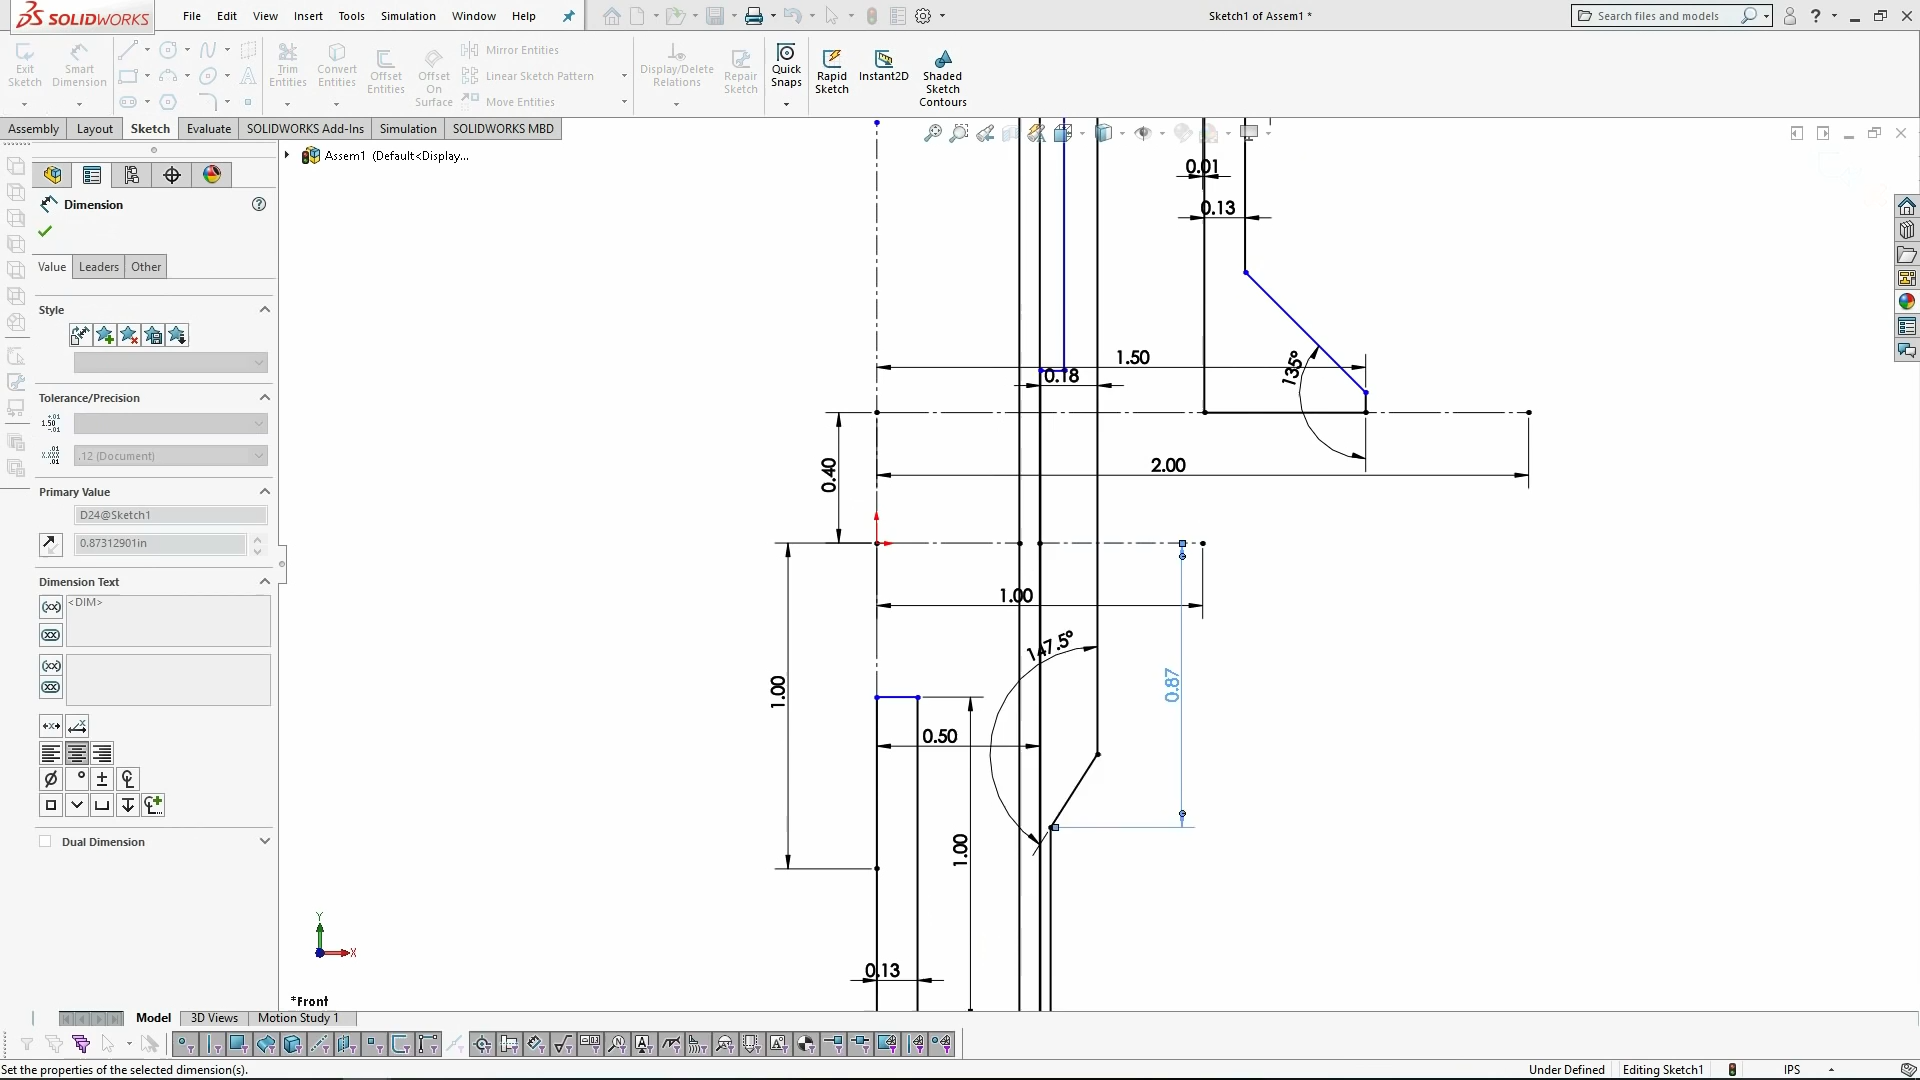 SOLIDWORKS
File Edit View Insert Tools Simulation Window Help
Sketch1 of Assem1 *
Search files and models
Exit Sketch
Smart Dimension
Trim Entities
Convert Entities
Offset Entities
Offset On Surface
Mirror Entities
Linear Sketch Pattern
Move Entities
Display/Delete Relations
Repair Sketch
Quick Snaps
Rapid Sketch
Instant2D
Shaded Sketch Contours
Assembly Layout Sketch Evaluate SOLIDWORKS Add-Ins Simulation SOLIDWORKS MBD
Assem1 (Default<Display...
Dimension
Value Leaders Other
Style
Tolerance/Precision
.12 (Document)
Primary Value
D24@Sketch1
0.87312901in
Dimension Text
<DIM>
Dual Dimension
0.01
0.13
1.50
135°
0.18
0.40
2.00
1.00
147.5°
0.87
1.00
0.50
1.00
0.13
Y
X
*Front
Model 3D Views Motion Study 1
Set the properties of the selected dimension(s).
Under Defined Editing Sketch1 IPS